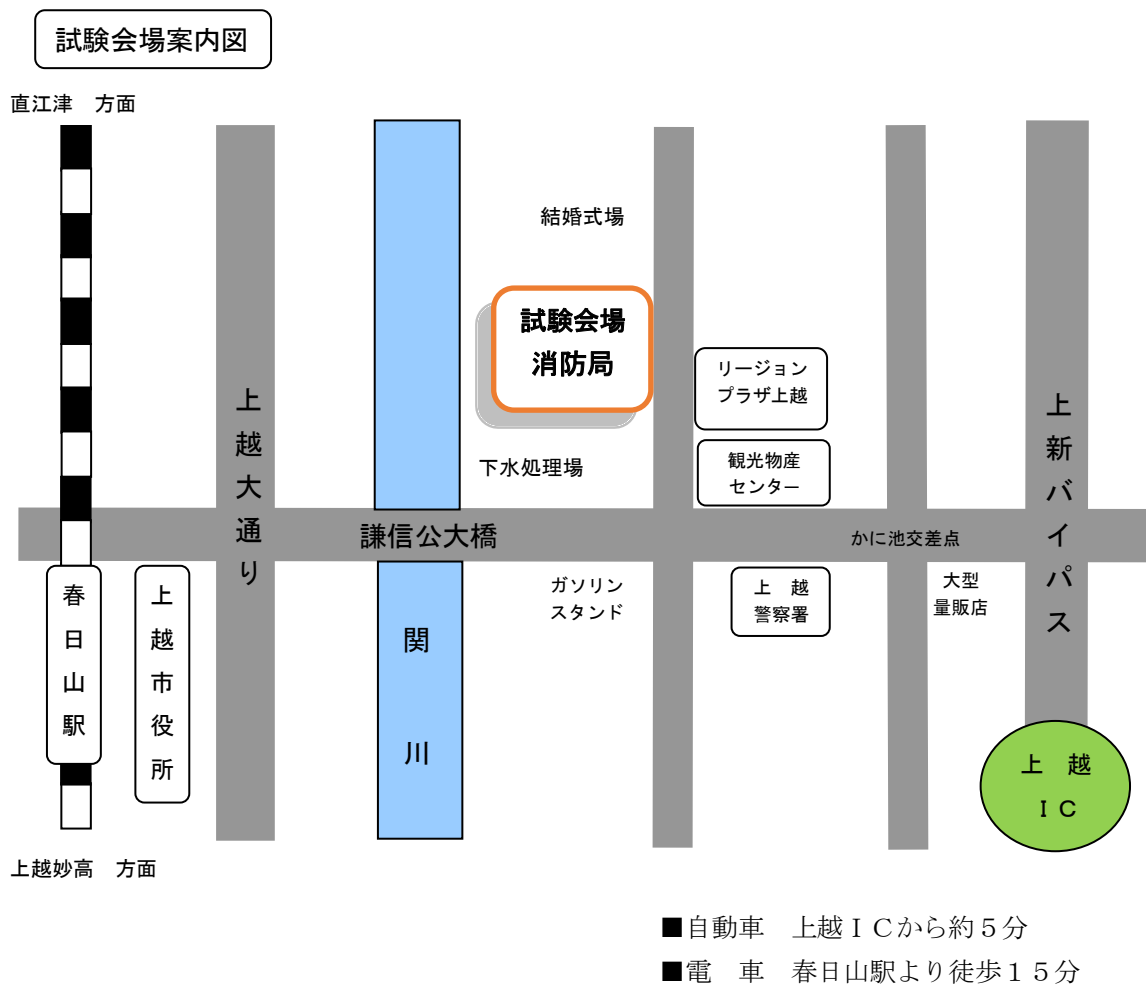 試験会場案内図
直江津　方面
結婚式場
試験会場
消防局
リージョン
プラザ上越
上越大通り
上新バイパス
下水処理場
観光物産
センター
謙信公大橋
かに池交差点
春日山駅
上越市役所
ガソリン
スタンド
上　越
警察署
大型
量販店
関川
上　越
ＩＣ
上越妙高　方面
■自動車　上越ＩＣから約５分
■電　車　春日山駅より徒歩１５分